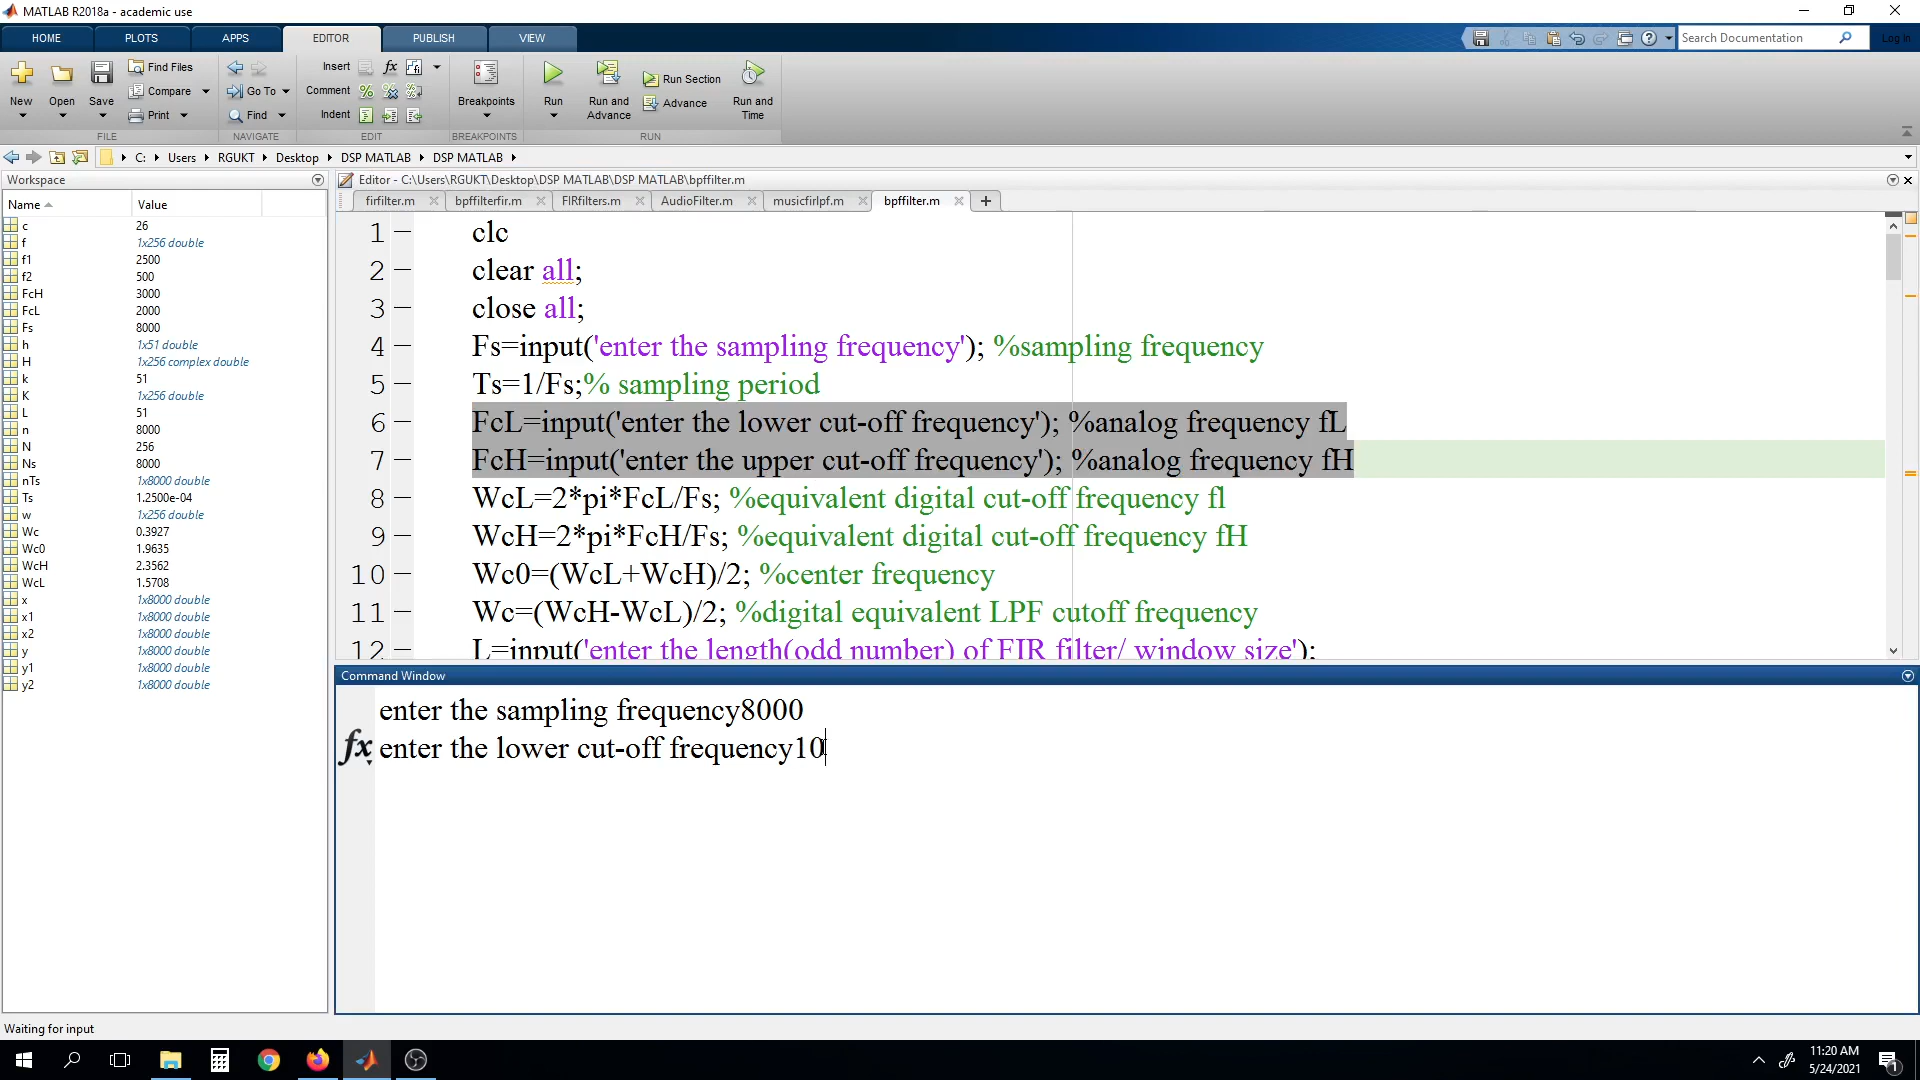 MATLAB R2018a - academic use
HOME PLOTS APPS EDITOR PUBLISH VIEW
Search Documentation
Log In
New
Open
Save
Find Files
Compare
Print
Go To
Find
Insert fx
Comment
Indent
Breakpoints
Run
Run and Advance
Run Section
Advance
Run and Time
FILE NAVIGATE EDIT BREAKPOINTS RUN
C: Users RGUKT Desktop DSP MATLAB DSP MATLAB
Workspace
Name Value
c 26
f 1x256 double
f1 2500
f2 500
FcH 3000
FcL 2000
Fs 8000
h 1x51 double
H 1x256 complex double
k 51
K 1x256 double
L 51
n 8000
N 256
Ns 8000
nTs 1x8000 double
Ts 1.2500e-04
w 1x256 double
Wc 0.3927
Wc0 1.9635
WcH 2.3562
WcL 1.5708
x 1x8000 double
x1 1x8000 double
x2 1x8000 double
y 1x8000 double
y1 1x8000 double
y2 1x8000 double
Editor - C:\Users\RGUKT\Desktop\DSP MATLAB\DSP MATLAB\bpffilter.m
firfilter.m bpffilterfir.m FIRfilters.m AudioFilter.m musicfirlpf.m bpffilter.m
1 clc
2 clear all;
3 close all;
4 Fs=input('enter the sampling frequency'); %sampling frequency
5 Ts=1/Fs;% sampling period
6 FcL=input('enter the lower cut-off frequency'); %analog frequency fL
7 FcH=input('enter the upper cut-off frequency'); %analog frequency fH
8 WcL=2*pi*FcL/Fs; %equivalent digital cut-off frequency fl
9 WcH=2*pi*FcH/Fs; %equivalent digital cut-off frequency fH
10 Wc0=(WcL+WcH)/2; %center frequency
11 Wc=(WcH-WcL)/2; %digital equivalent LPF cutoff frequency
12 L=input('enter the length(odd number) of FIR filter/ window size');
Command Window
enter the sampling frequency8000
fx enter the lower cut-off frequency10
Waiting for input
11:20 AM
5/24/2021
1